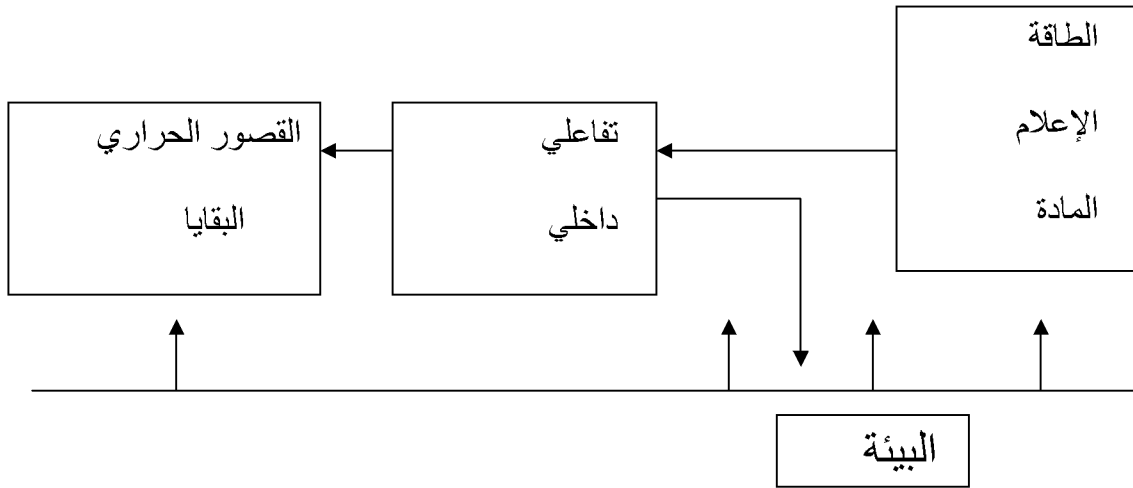 الطاقة
الإعلام
المادة
تفاعلي
داخلي
القصور الحراري
البقايا
البيئة